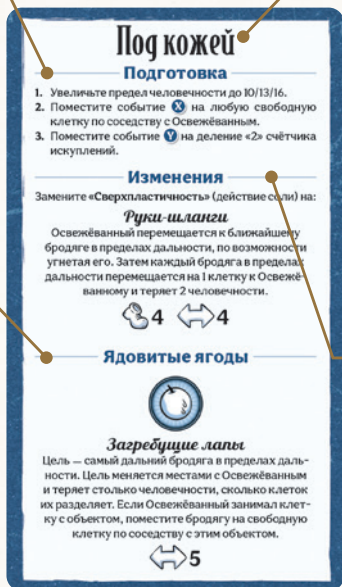 Под кожей
Подготовка
1. Увеличьте предел человечности до 10/13/16.
2. Поместите событие X на любую свободную
клетку по соседству с Освежёванным.
3. Поместите событие Y на деление «2» счётчика
искуплений.
Изменения
Замените «Сверхпластичность» (действие соли) на:
Руки-шланги
Освежёванный перемещается к ближайшему
бродяге в пределах дальности, по возможности
угнетая его. Затем каждый бродяга в пределах
дальности перемещается на 1 клетку к Освежё-
ванному и теряет 2 человечности.
4 4
Ядовитые ягоды
Загребущие лапы
Цель — самый дальний бродяга в пределах даль-
ности. Цель меняется местами с Освежёванным
и теряет столько человечности, сколько клеток
их разделяет. Если Освежёванный занимал клет-
ку с объектом, поместите бродягу на свободную
клетку по соседству с этим объектом.
5